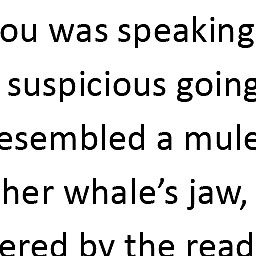 ou was speaking
suspicious going
esembled a mule
her whale’s jaw,
ered by the read